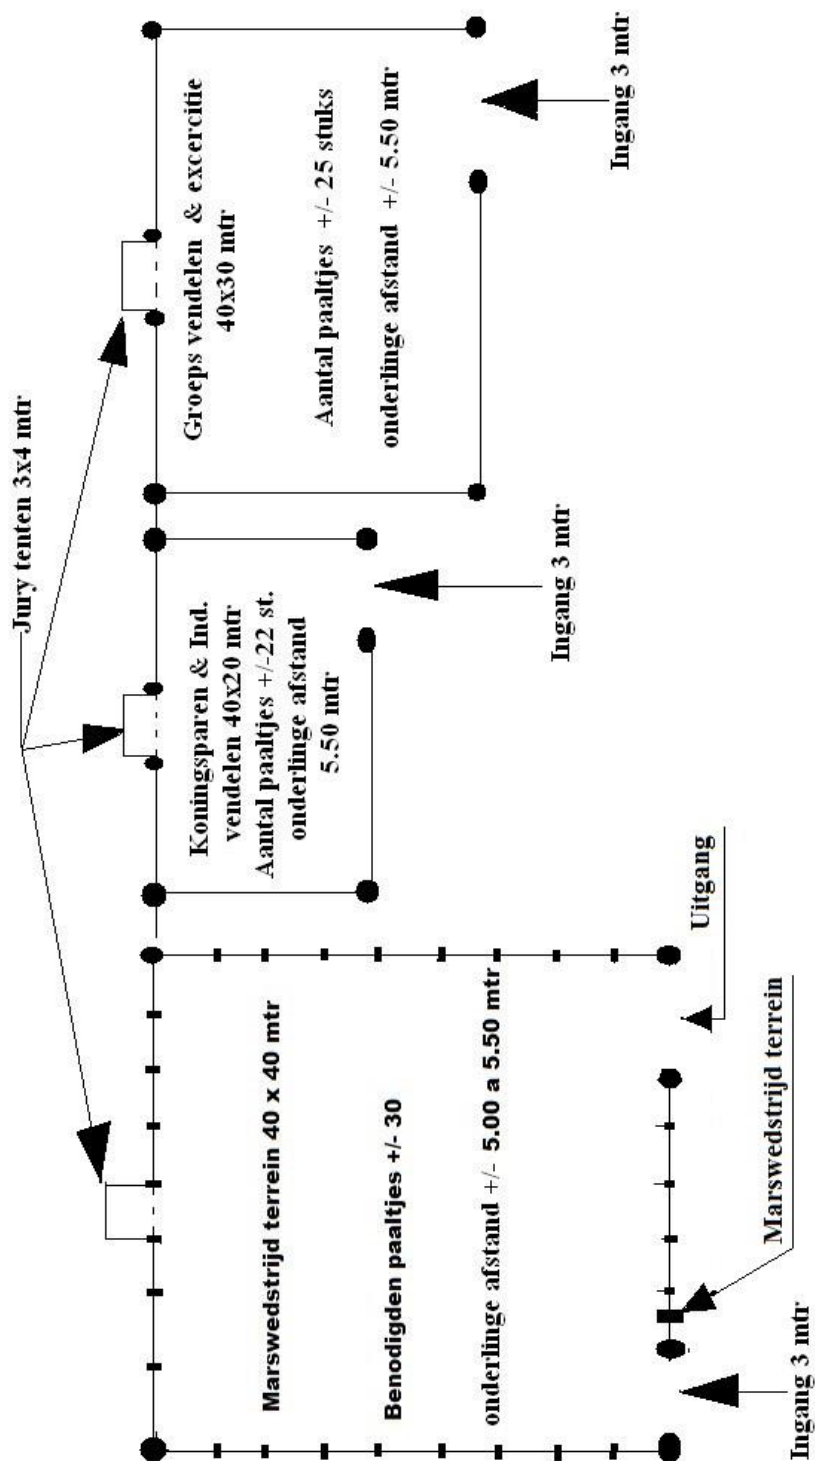 Jury tenten 3x4 mtr
Marswedstrijd terrein 40 x 40 mtr
Benodigden paaltjes +/- 30
onderlinge afstand +/- 5.00 a 5.50 mtr
Ingang 3 mtr
Marswedstrijd terrein
Uitgang
Koningsparen & Ind.
vendelen 40x20 mtr
Aantal paaltjes +/-22 st.
onderlinge afstand
5.50 mtr
Ingang 3 mtr
Groeps vendelen & excercitie
40x30 mtr
Aantal paaltjes +/- 25 stuks
onderlinge afstand +/- 5.50 mtr
Ingang 3 mtr